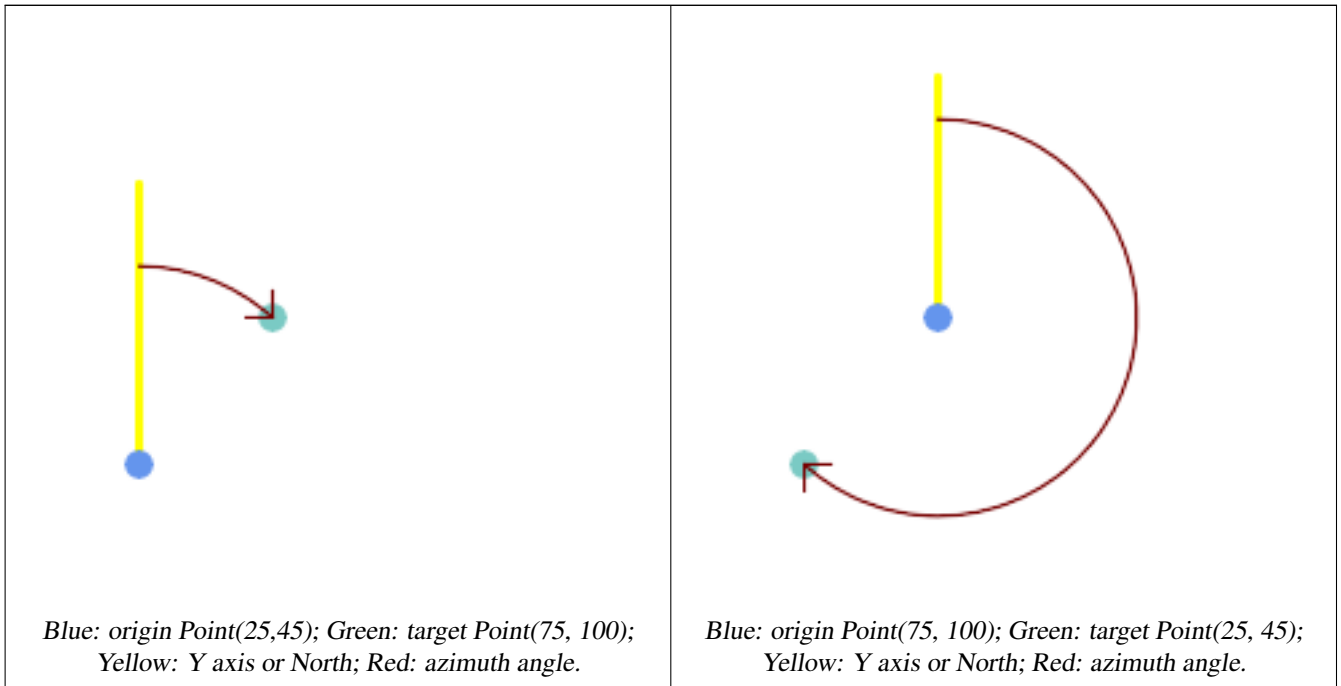 Blue: origin Point(25,45); Green: target Point(75, 100);
Yellow: Y axis or North; Red: azimuth angle.
Blue: origin Point(75, 100); Green: target Point(25, 45);
Yellow: Y axis or North; Red: azimuth angle.